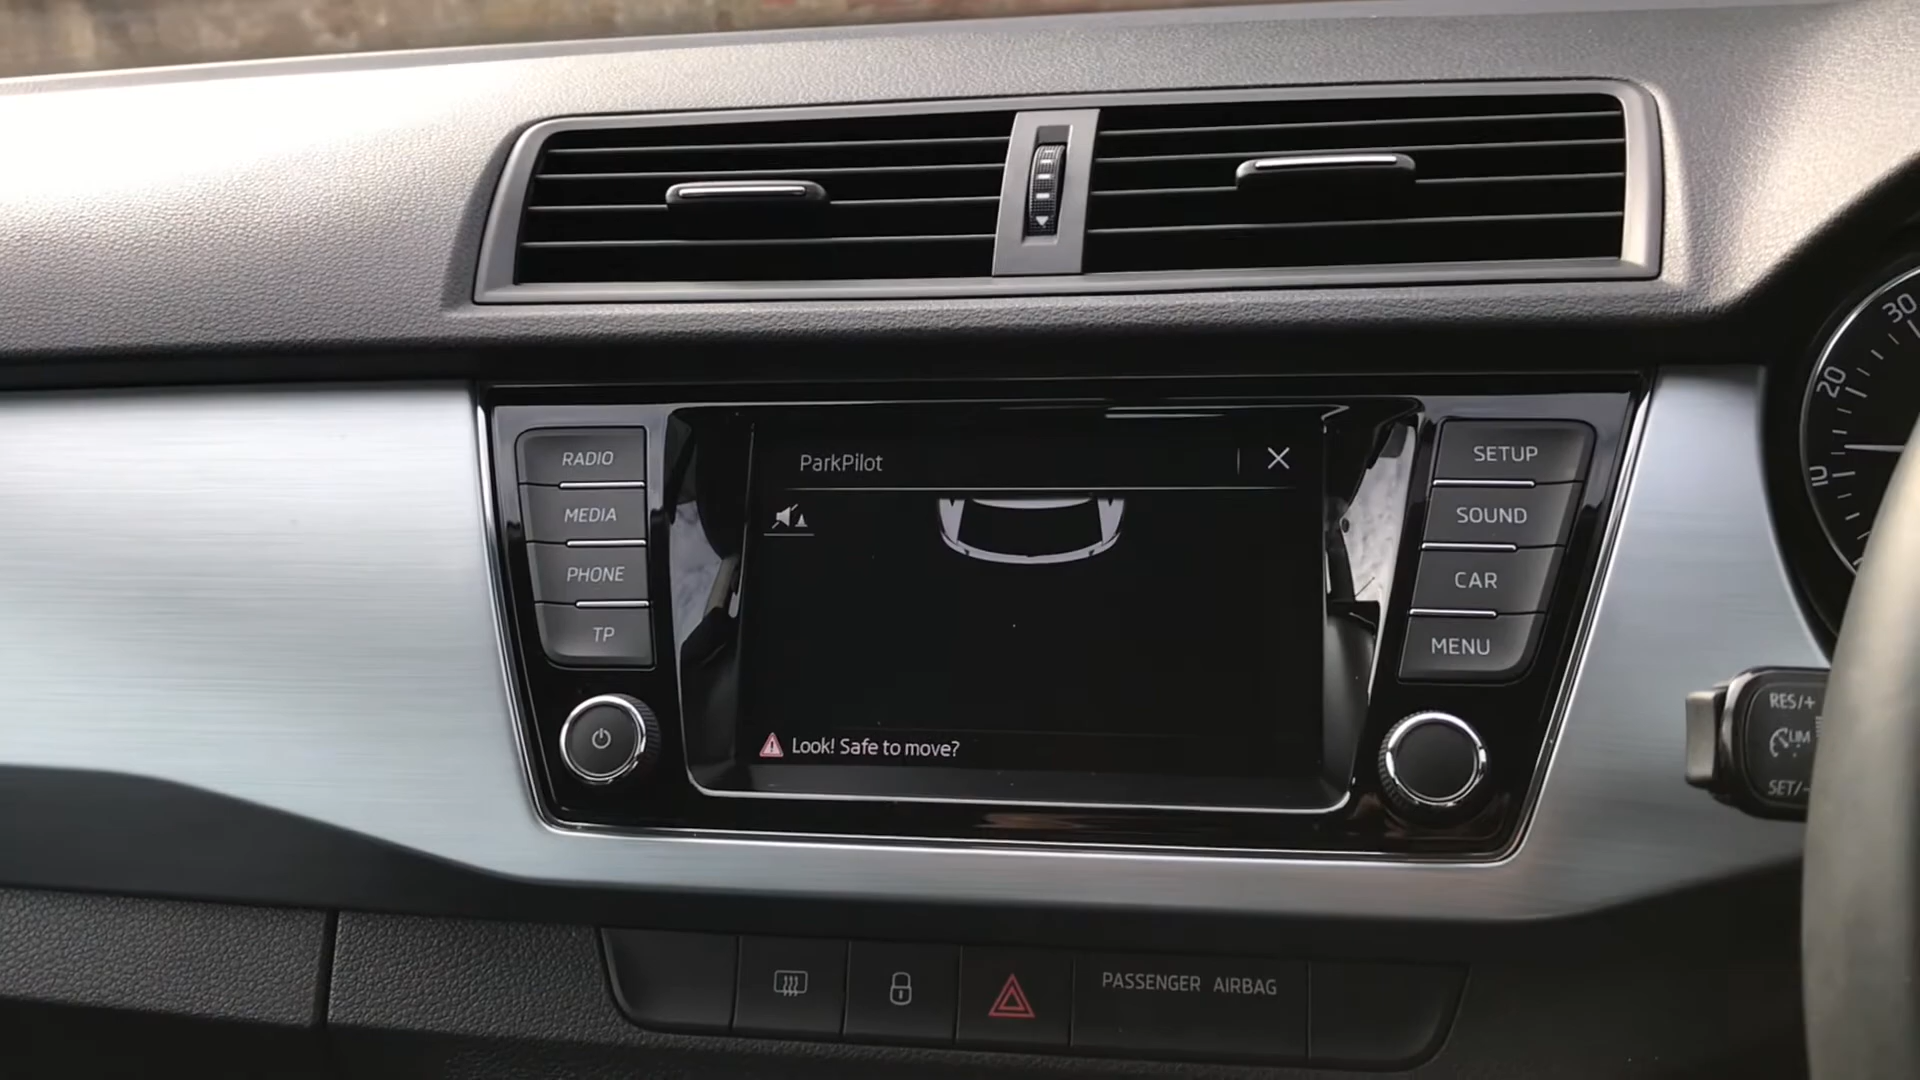 30
20
10
RADIO
MEDIA
PHONE
TP
ParkPilot
Look! Safe to move?
SETUP
SOUND
CAR
MENU
RES/+
LIM
SET/-
PASSENGER AIRBAG